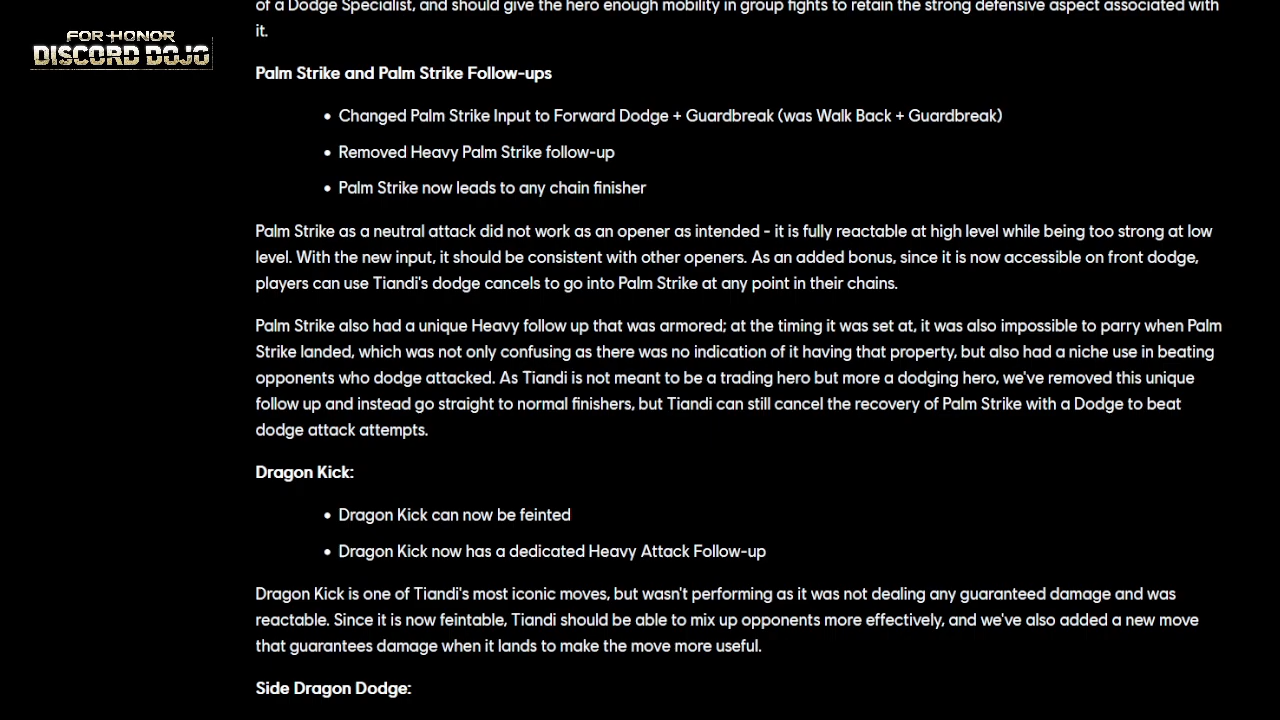 of a Dodge Specialist, and should give the hero enough mobility in group fights to retain the strong defensive aspect associated with
it.
FOR HONOR
DISCORD DOJO
Palm Strike and Palm Strike Follow-ups
• Changed Palm Strike Input to Forward Dodge + Guardbreak (was Walk Back + Guardbreak)
• Removed Heavy Palm Strike follow-up
• Palm Strike now leads to any chain finisher
Palm Strike as a neutral attack did not work as an opener as intended - it is fully reactable at high level while being too strong at low
level. With the new input, it should be consistent with other openers. As an added bonus, since it is now accessible on front dodge,
players can use Tiandi's dodge cancels to go into Palm Strike at any point in their chains.
Palm Strike also had a unique Heavy follow up that was armored; at the timing it was set at, it was also impossible to parry when Palm
Strike landed, which was not only confusing as there was no indication of it having that property, but also had a niche use in beating
opponents who dodge attacked. As Tiandi is not meant to be a trading hero but more a dodging hero, we've removed this unique
follow up and instead go straight to normal finishers, but Tiandi can still cancel the recovery of Palm Strike with a Dodge to beat
dodge attack attempts.
Dragon Kick:
• Dragon Kick can now be feinted
• Dragon Kick now has a dedicated Heavy Attack Follow-up
Dragon Kick is one of Tiandi's most iconic moves, but wasn't performing as it was not dealing any guaranteed damage and was
reactable. Since it is now feintable, Tiandi should be able to mix up opponents more effectively, and we've also added a new move
that guarantees damage when it lands to make the move more useful.
Side Dragon Dodge: